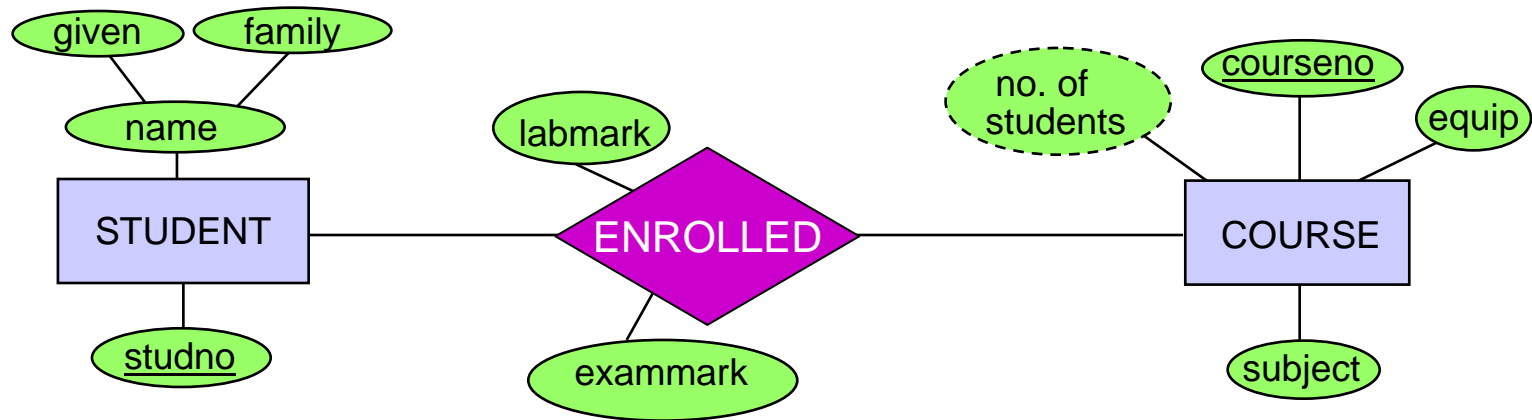 given
family
name
STUDENT
studno
labmark
ENROLLED
exammark
no. of
students
courseno
equip
COURSE
subject